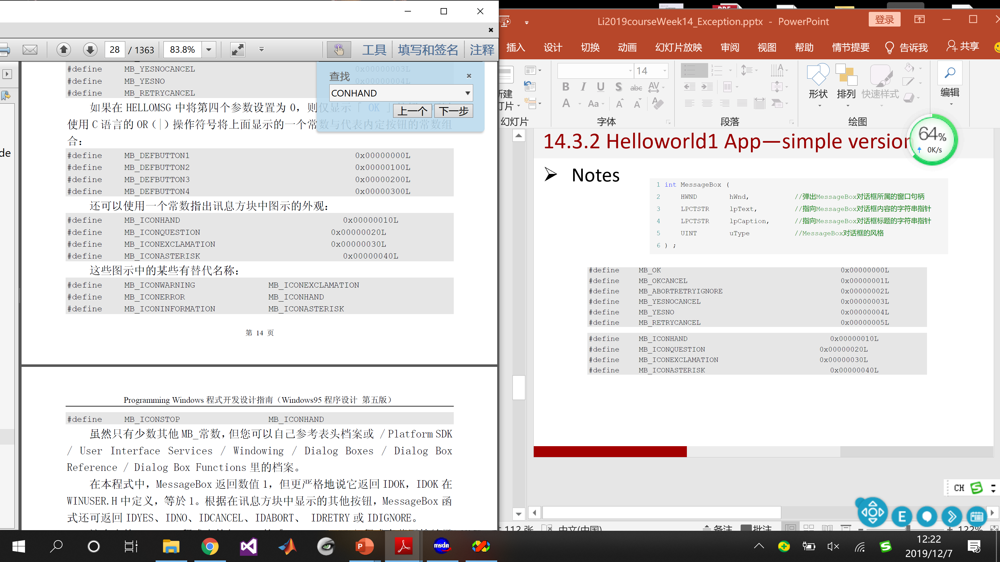 de
28 / 1363
83.8%
工具
填写和签名
注释
#define MB_YESNOCANCEL 0x00000003L
#define MB_YESNO 0x00000004L
#define MB_RETRYCANCEL
查找
CONHAND
上一个
下一步
如果在 HELLOMSG 中将第四个参数设置为 0，则仅显示「 OK 」
使用 C 语言的 OR（|）操作符号将上面显示的一个常数与代表内定按钮的常数组
合：
#define MB_DEFBUTTON1 0x00000000L
#define MB_DEFBUTTON2 0x00000100L
#define MB_DEFBUTTON3 0x00000200L
#define MB_DEFBUTTON4 0x00000300L
还可以使用一个常数指出讯息方块中图示的外观：
#define MB_ICONHAND 0x00000010L
#define MB_ICONQUESTION 0x00000020L
#define MB_ICONEXCLAMATION 0x00000030L
#define MB_ICONASTERISK 0x00000040L
这些图示中的某些有替代名称：
#define MB_ICONWARNING MB_ICONEXCLAMATION
#define MB_ICONERROR MB_ICONHAND
#define MB_ICONINFORMATION MB_ICONASTERISK
第 14 页
Programming Windows 程式开发设计指南（Windows95 程序设计 第五版）
#define MB_ICONSTOP MB_ICONHAND
虽然只有少数其他 MB_常数，但您可以自己参考表头档案或 / Platform SDK
/ User Interface Services / Windowing / Dialog Boxes / Dialog Box
Reference / Dialog Box Functions 里的档案。
在本程式中，MessageBox 返回数值 1，但更严格地说它返回 IDOK，IDOK 在
WINUSER.H 中定义，等於 1。根据在讯息方块中显示的其他按钮，MessageBox 函
式还可返回 IDYES、IDNO、IDCANCEL、IDABORT、 IDRETRY 或 IDIGNORE。
Li2019courseWeek14_Exception.pptx - PowerPoint
登录
插入
设计
切换
动画
幻灯片放映
审阅
视图
帮助
情节提要
告诉我
共享
14
新建
幻灯片
字体
段落
形状
排列
快速样式
绘图
编辑
64%
0K/s
14.3.2 Helloworld1 App—simple version
Notes
1 int MessageBox (
2 HWND hWnd, //弹出MessageBox对话框所属的窗口句柄
3 LPCTSTR lpText, //指向MessageBox对话框内容的字符串指针
4 LPCTSTR lpCaption, //指向MessageBox对话框标题的字符串指针
5 UINT uType //MessageBox对话框的风格
6 ) ;
#define MB_OK 0x00000000L
#define MB_OKCANCEL 0x00000001L
#define MB_ABORTRETRYIGNORE 0x00000002L
#define MB_YESNOCANCEL 0x00000003L
#define MB_YESNO 0x00000004L
#define MB_RETRYCANCEL 0x00000005L
#define MB_ICONHAND 0x00000010L
#define MB_ICONQUESTION 0x00000020L
#define MB_ICONEXCLAMATION 0x00000030L
#define MB_ICONASTERISK 0x00000040L
CH
E
112 张
中文(中国)
备注
批注
122%
msdn
12:22
2019/12/7